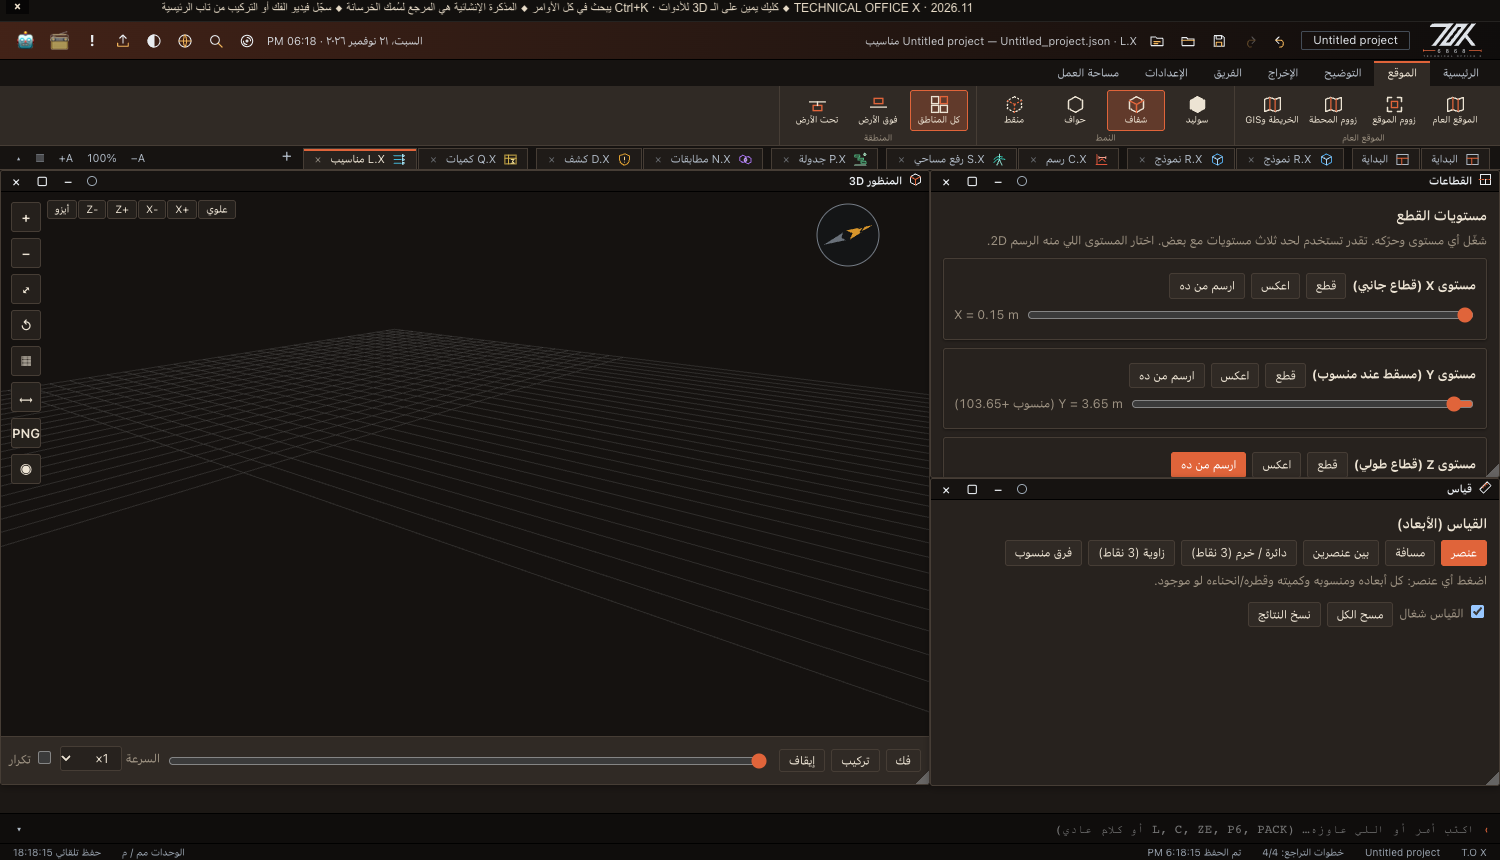 TECHNICAL OFFICE X · 2026.11 ◆ كليك يمين على الـ 3D للأدوات · Ctrl+K يبحث في كل الأوامر ◆ المذكرة الإنشائية هي المرجع لسُمك الخرسانة ◆ سجّل فيديو الفك أو التركيب من تاب الرئيسية
Untitled project
مناسيب Untitled project — Untitled_project.json · L.X
السبت، ٢١ نوفمبر ٢٠٢٦ · 06:18 PM
الرئيسية
الموقع
التوضيح
الإخراج
الفريق
الإعدادات
مساحة العمل
الموقع العام
زووم الموقع
زووم المحطة
الخريطة وGIS
سوليد
شفاف
حواف
منقط
كل المناطق
فوق الأرض
تحت الأرض
الموقع العام
النمط
المنطقة
البداية
البداية
R.X نموذج
R.X نموذج
C.X رسم
S.X رفع مساحي
P.X جدولة
N.X مطابقات
D.X كشف
Q.X كميات
L.X مناسيب
+
A−
100%
A+
القطاعات
مستويات القطع
شغّل أي مستوى وحرّكه. تقدر تستخدم لحد ثلاث مستويات مع بعض. اختار المستوى اللي منه الرسم 2D.
مستوى X (قطاع جانبي)
قطع
اعكس
ارسم من ده
X = 0.15 m
مستوى Y (مسقط عند منسوب)
قطع
اعكس
ارسم من ده
Y = 3.65 m (منسوب +103.65)
مستوى Z (قطاع طولي)
قطع
اعكس
ارسم من ده
قياس
القياس (الأبعاد)
عنصر
مسافة
بين عنصرين
دائرة / خرم (3 نقاط)
زاوية (3 نقاط)
فرق منسوب
اضغط أي عنصر: كل أبعاده ومنسوبه وكميته وقطره/انحناءه لو موجود.
القياس شغال
مسح الكل
نسخ النتائج
المنظور 3D
علوي
X+
X-
Z+
Z-
أيزو
PNG
فك
تركيب
إيقاف
السرعة
×1
تكرار
اكتب أمر أو اللي عاوزه… (L, C, ZE, P6, PACK أو كلام عادي)
T.O X
Untitled project
خطوات التراجع: 4/4
تم الحفظ 6:18:15 PM
الوحدات مم / م
حفظ تلقائي 18:18:15